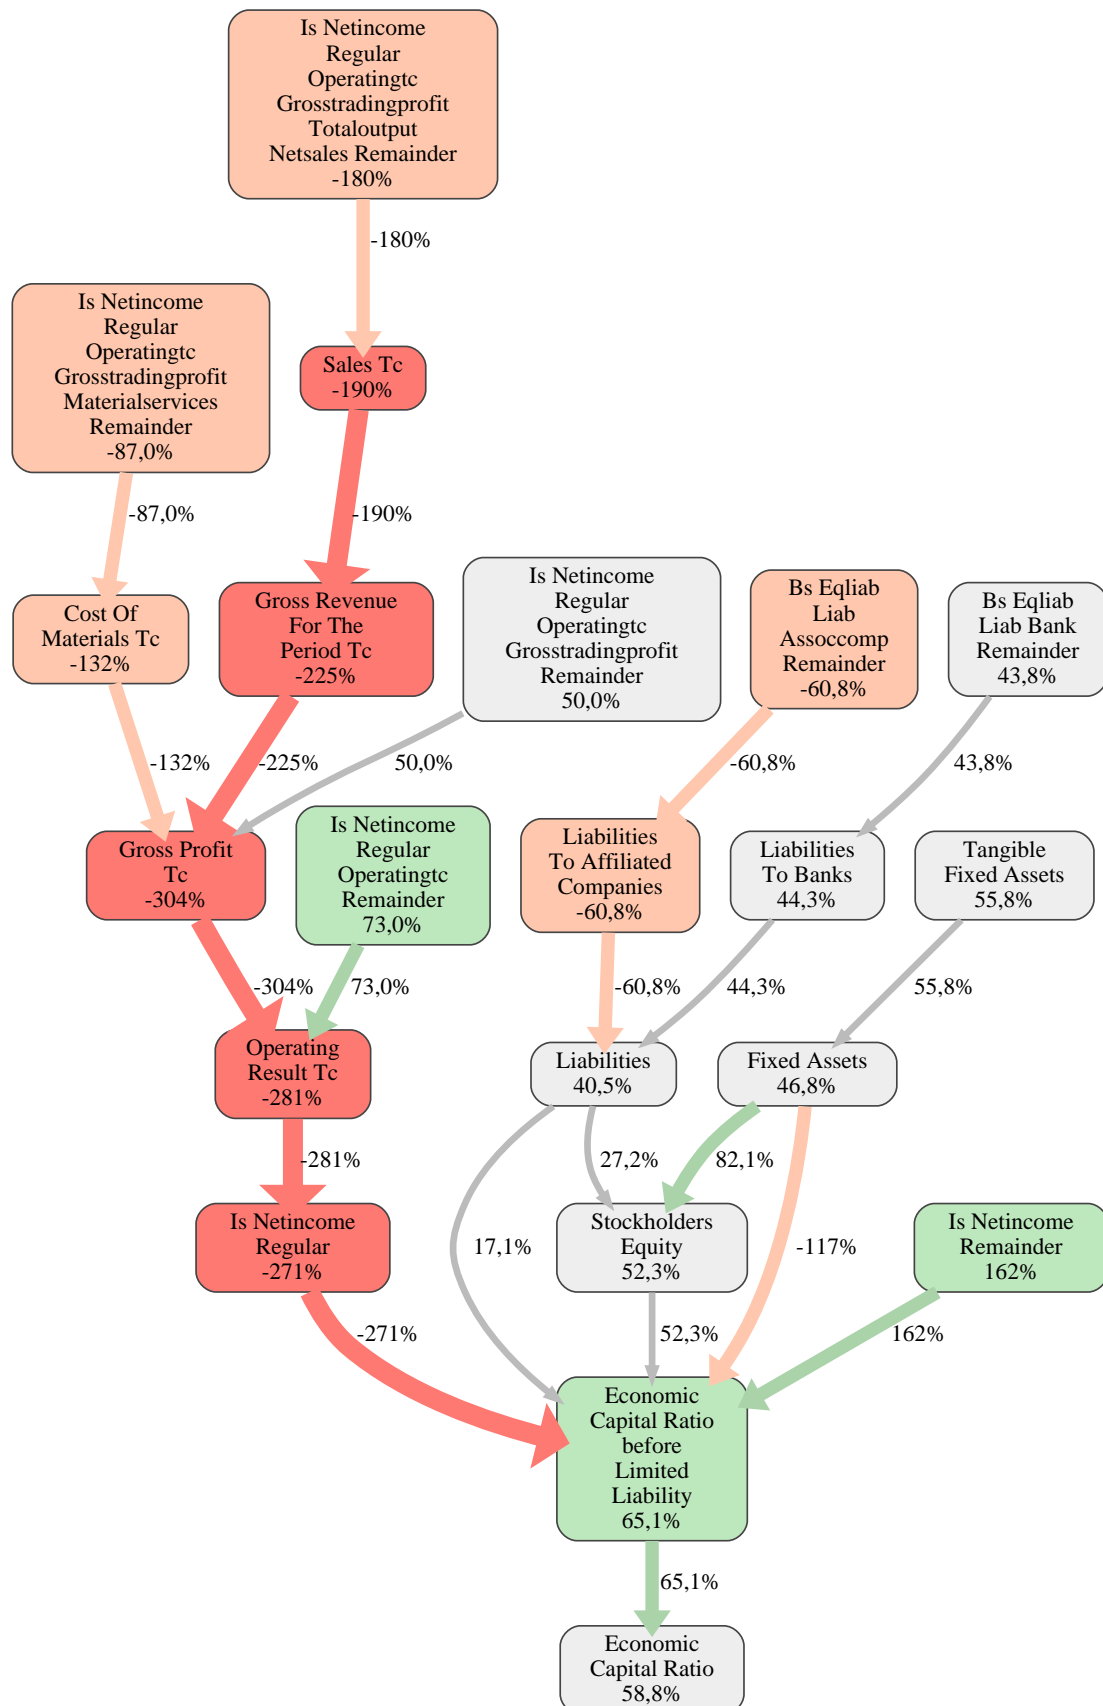 Is Netincome
Regular
Operatingtc
Grosstradingprofit
Totaloutput
Netsales Remainder
-180%
-180%
Is Netincome
Regular
Operatingtc
Grosstradingprofit
Materialservices
Remainder
-87,0%
Sales Tc
-190%
-87,0%
-190%
Cost Of
Materials Tc
-132%
Gross Revenue
For The
Period Tc
-225%
Is Netincome
Regular
Operatingtc
Grosstradingprofit
Remainder
50,0%
Bs Eqliab
Liab
Assoccomp
Remainder
-60,8%
Bs Eqliab
Liab Bank
Remainder
43,8%
-132%
-225%
50,0%
-60,8%
43,8%
Gross Profit
Tc
-304%
Is Netincome
Regular
Operatingtc
Remainder
73,0%
Liabilities
To Affiliated
Companies
-60,8%
Liabilities
To Banks
44,3%
Tangible
Fixed Assets
55,8%
-304%
73,0%
-60,8%
44,3%
55,8%
Operating
Result Tc
-281%
Liabilities
40,5%
Fixed Assets
46,8%
-281%
27,2%
82,1%
Is Netincome
Regular
-271%
17,1%
Stockholders
Equity
52,3%
-117%
Is Netincome
Remainder
162%
-271%
52,3%
162%
Economic
Capital Ratio
before
Limited
Liability
65,1%
65,1%
Economic
Capital Ratio
58,8%